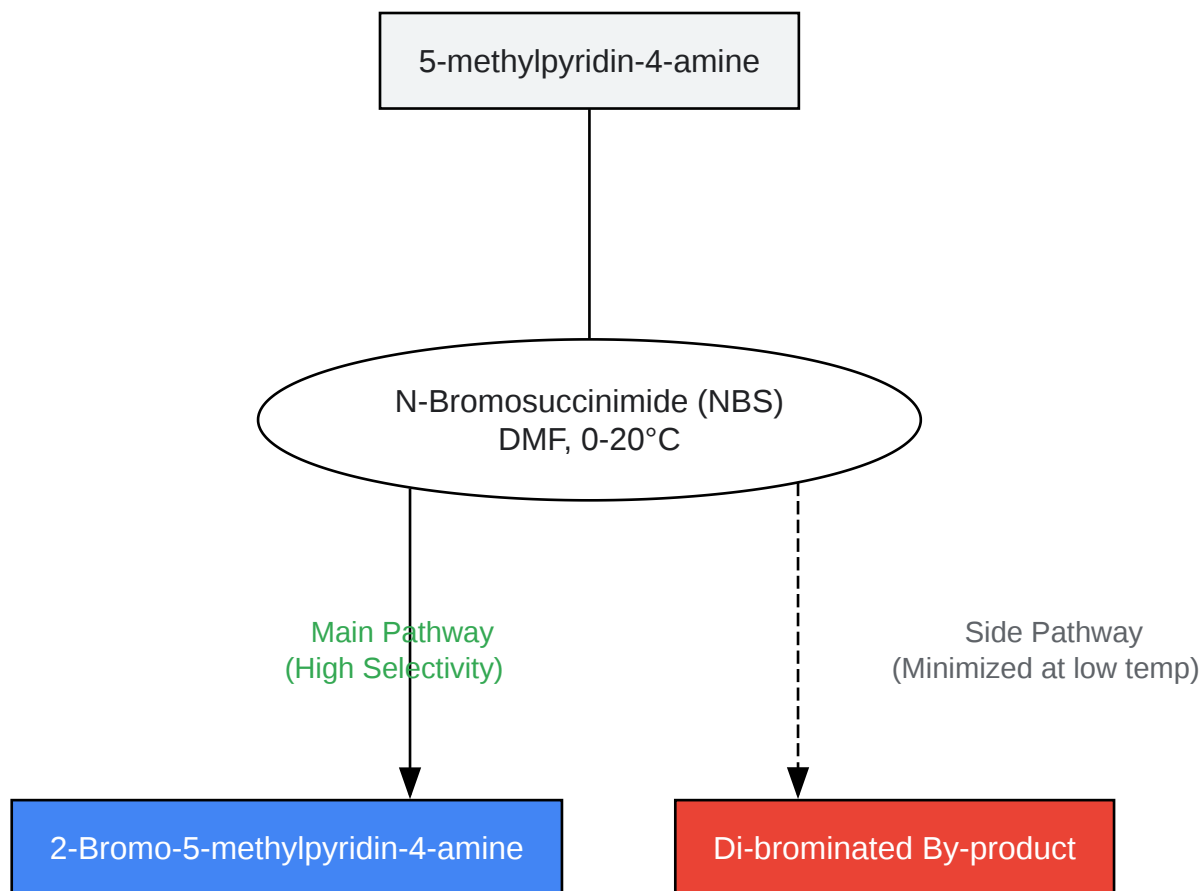 5-methylpyridin-4-amine
N-Bromosuccinimide (NBS)
DMF, 0-20°C
Main Pathway
(High Selectivity)
Side Pathway
(Minimized at low temp)
2-Bromo-5-methylpyridin-4-amine
Di-brominated By-product